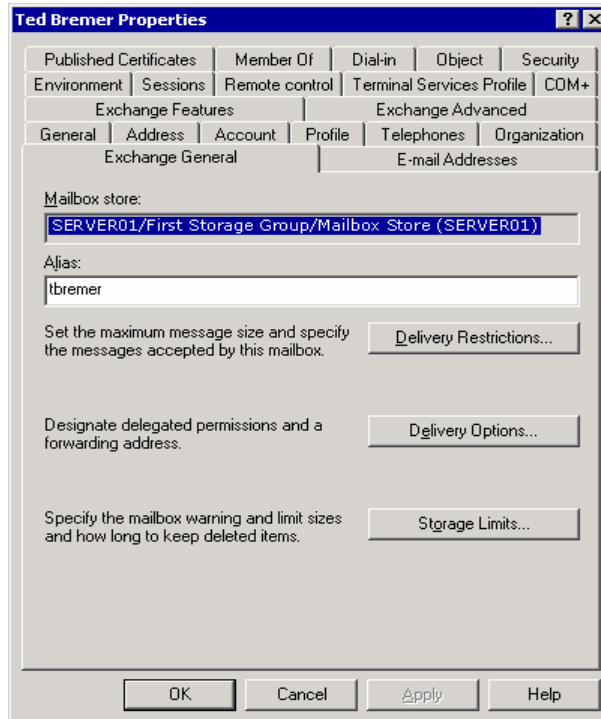 Ted Bremer Properties
Published Certificates Member Of Dial-in Object Security
Environment Sessions Remote control Terminal Services Profile COM+
Exchange Features Exchange Advanced
General Address Account Profile Telephones Organization
Exchange General E-mail Addresses
Mailbox store:
SERVER01/First Storage Group/Mailbox Store (SERVER01)
Alias:
tbremer
Set the maximum message size and specify
the messages accepted by this mailbox.
Delivery Restrictions...
Designate delegated permissions and a
forwarding address.
Delivery Options...
Specify the mailbox warning and limit sizes
and how long to keep deleted items.
Storage Limits...
OK Cancel Apply Help